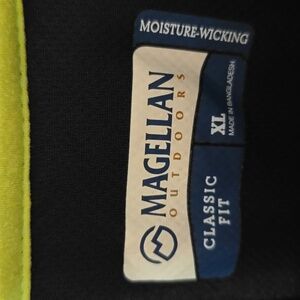 MOISTURE-WICKING
MAGELLAN
OUTDOORS
CLASSIC
FIT
XL
MADE IN BANGLADESH